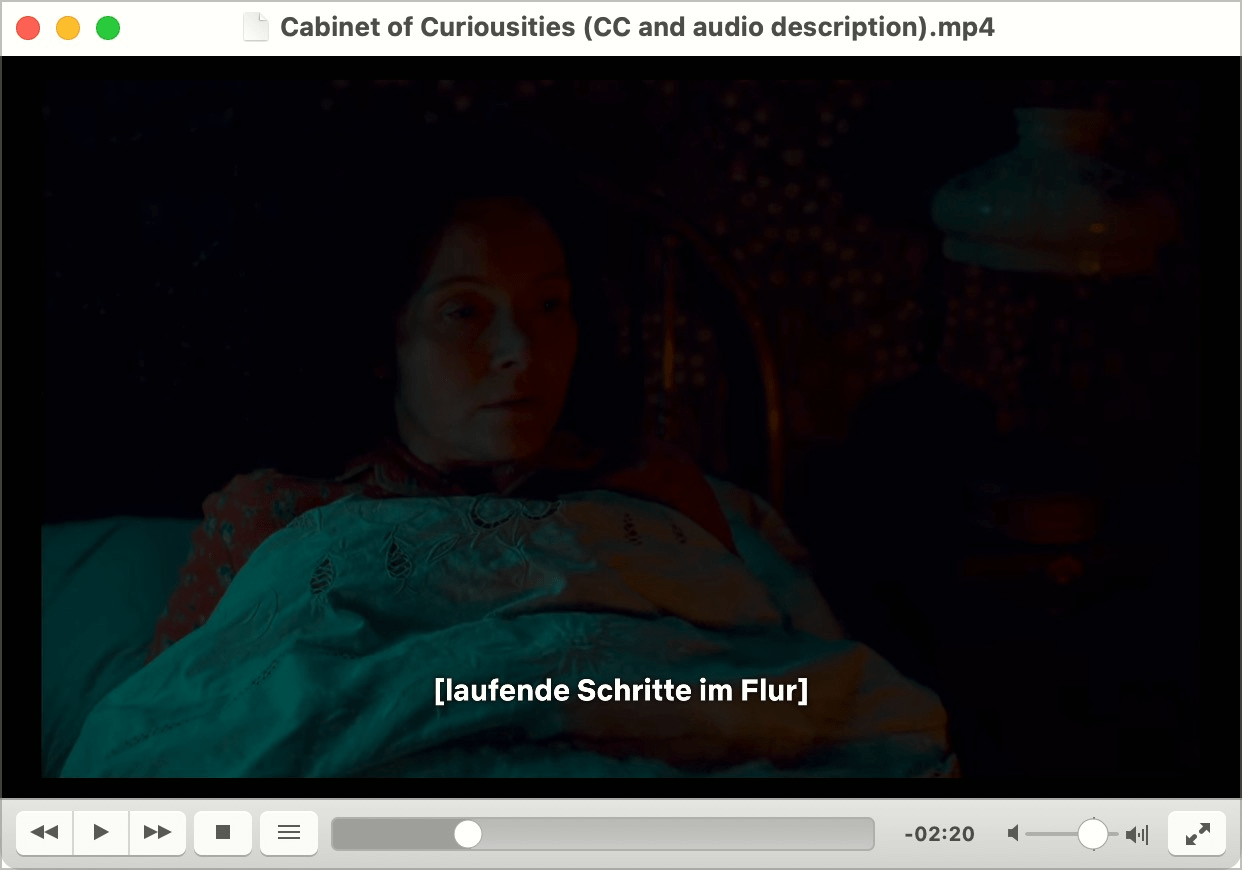 Cabinet of Curiousities (CC and audio description).mp4
[laufende Schritte im Flur]
-02:20